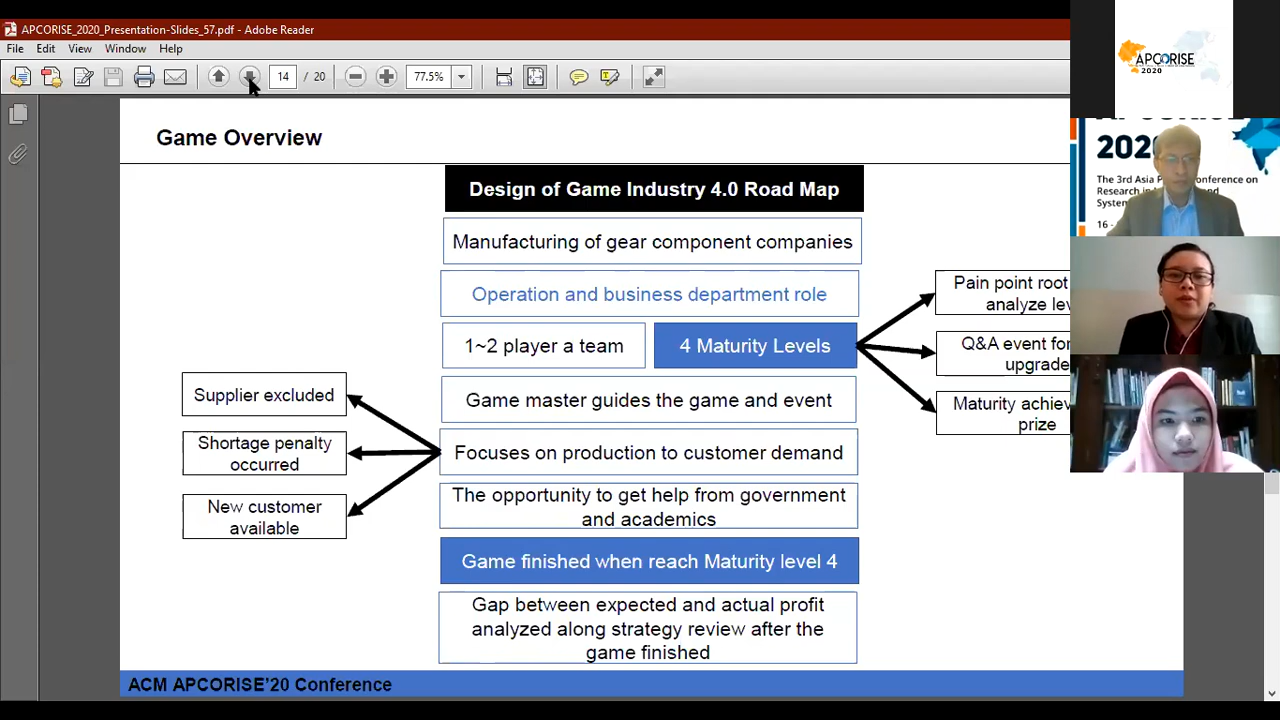 APCORISE_2020_Presentation-Slides_57.pdf - Adobe Reader
File Edit View Window Help
14 / 20 77.5%
Game Overview
Design of Game Industry 4.0 Road Map
Manufacturing of gear component companies
Operation and business department role
1~2 player a team
4 Maturity Levels
Game master guides the game and event
Focuses on production to customer demand
The opportunity to get help from government
and academics
Game finished when reach Maturity level 4
Gap between expected and actual profit
analyzed along strategy review after the
game finished
Supplier excluded
Shortage penalty
occurred
New customer
available
Pain point root
analyze
Q&A event for
upgrade
Maturity
prize
ACM APCORISE'20 Conference
APCORISE
2020
The 3rd Asia
Conference on
Research in
and
16 -